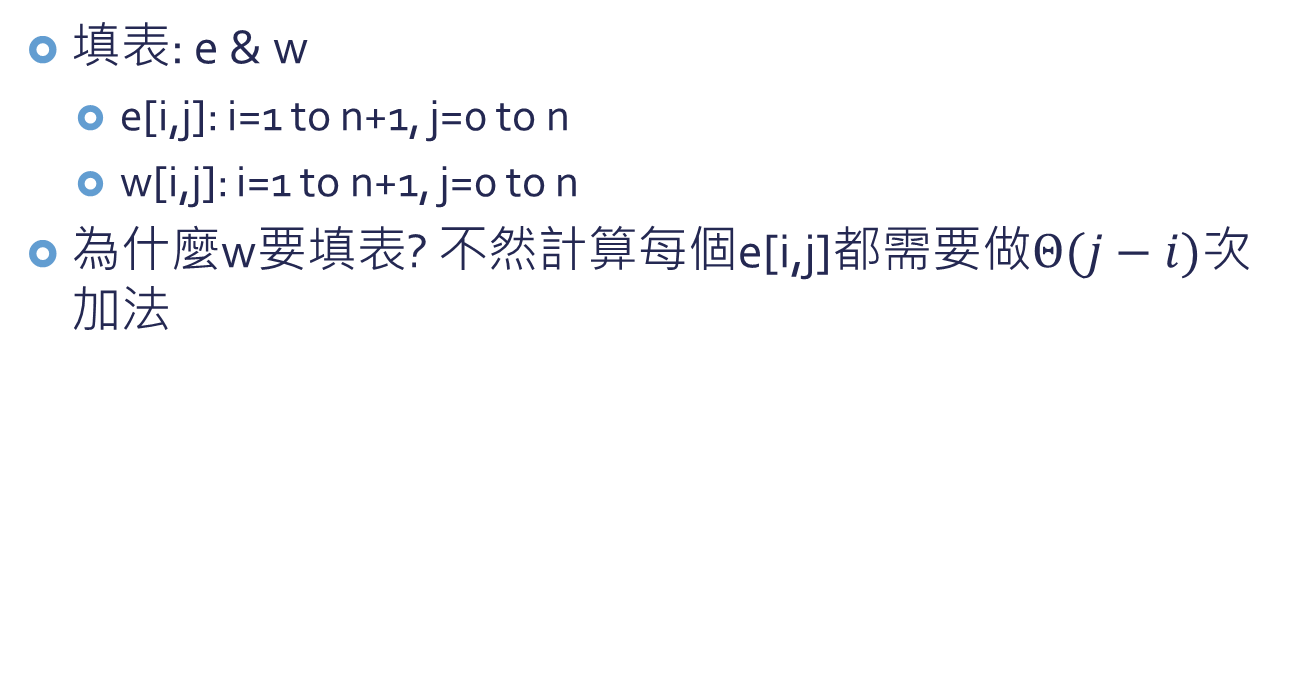 填表: e & w
e[i,j]: i=1 to n+1, j=0 to n
w[i,j]: i=1 to n+1, j=0 to n
為什麼w要填表? 不然計算每個e[i,j]都需要做Θ(j − i)次
加法